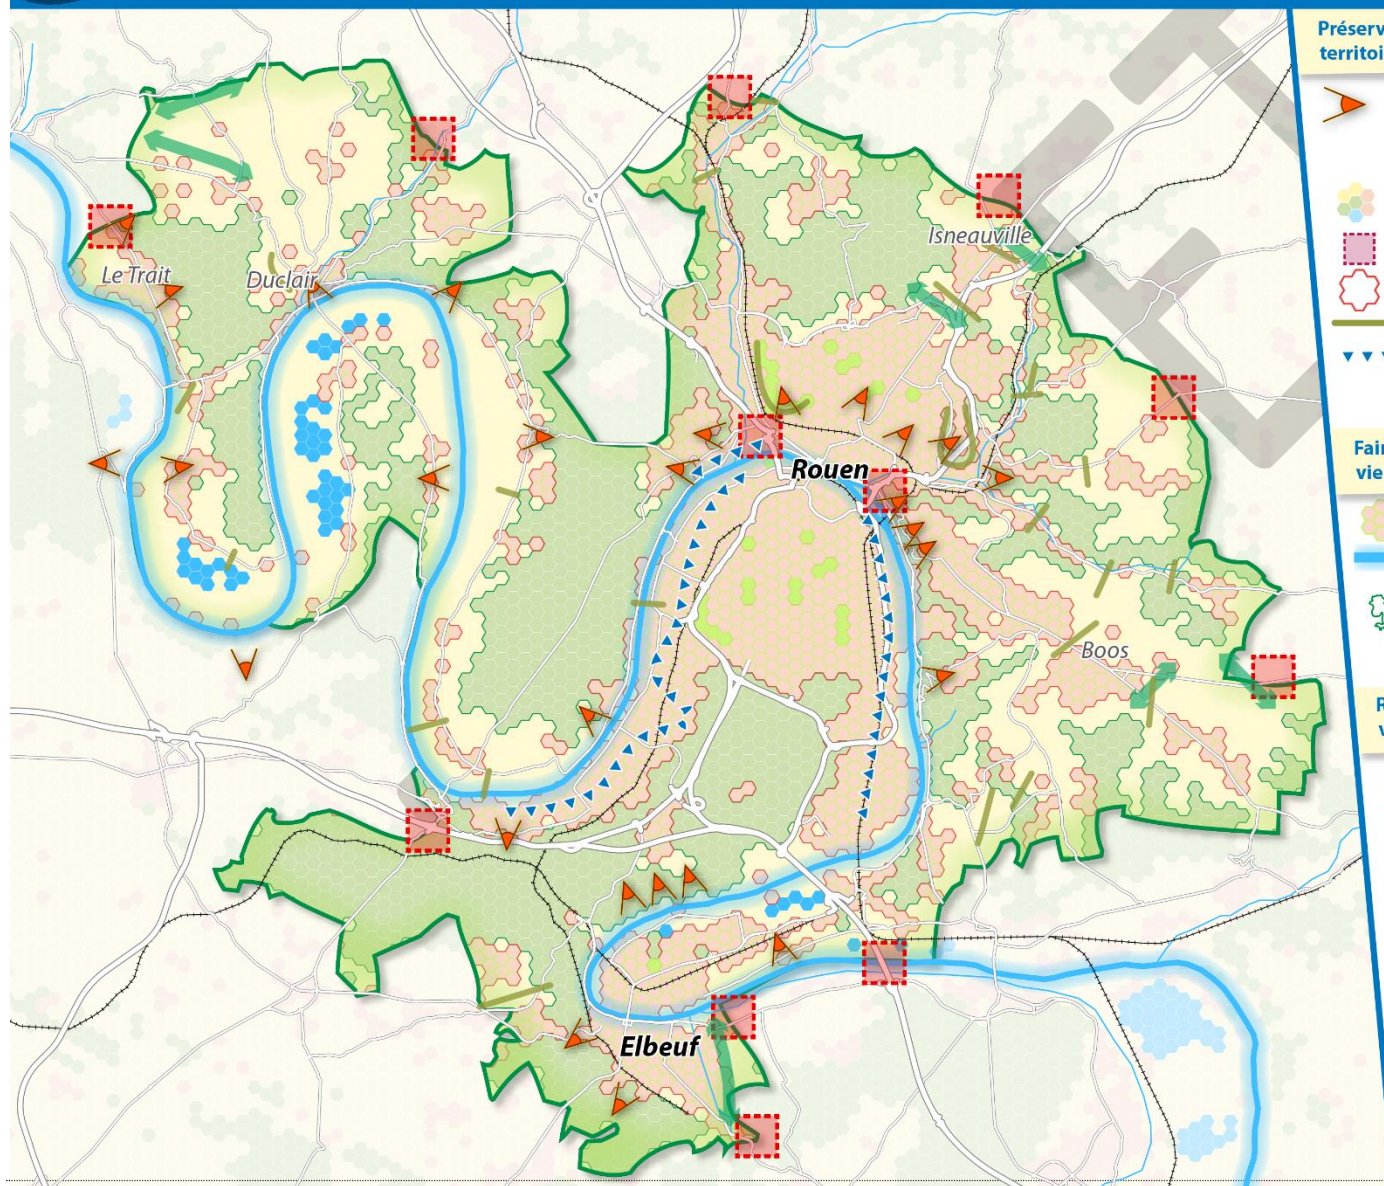 Préserv
territoi
Isneauville
Le Trait
Duclair
Fair
vie
Rouen
Boos
R
v
Elbeuf